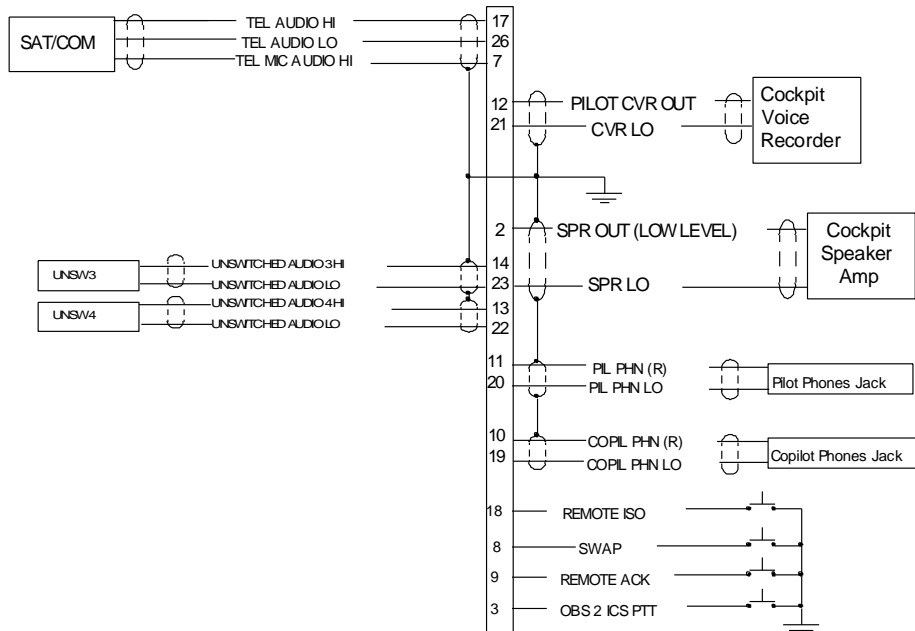 SAT/COM
TEL AUDIO HI
17
TEL AUDIO LO
26
TEL MIC AUDIO HI
7
12
PILOT CVR OUT
21
CVR LO
Cockpit
Voice
Recorder
2
SPR OUT (LOW LEVEL)
SPR LO
Cockpit
Speaker
Amp
UNSW3
UNSWITCHED AUDIO 3 HI
14
UNSWITCHED AUDIO LO
23
UNSW4
UNSWITCHED AUDIO 4 HI
13
UNSWITCHED AUDIO LO
22
11
PIL PHN (R)
20
PIL PHN LO
Pilot Phones Jack
10
COPIL PHN (R)
19
COPIL PHN LO
Copilot Phones Jack
18
REMOTE ISO
8
SWAP
9
REMOTE ACK
3
OBS 2 ICS PTT